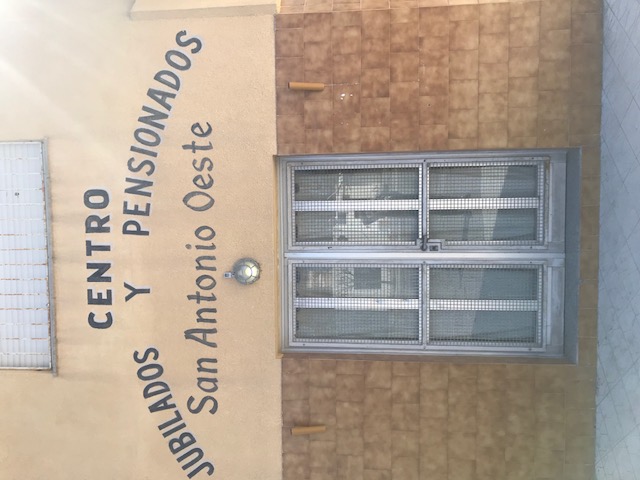 CENTRO
JUBILADOS Y PENSIONADOS
San Antonio Oeste